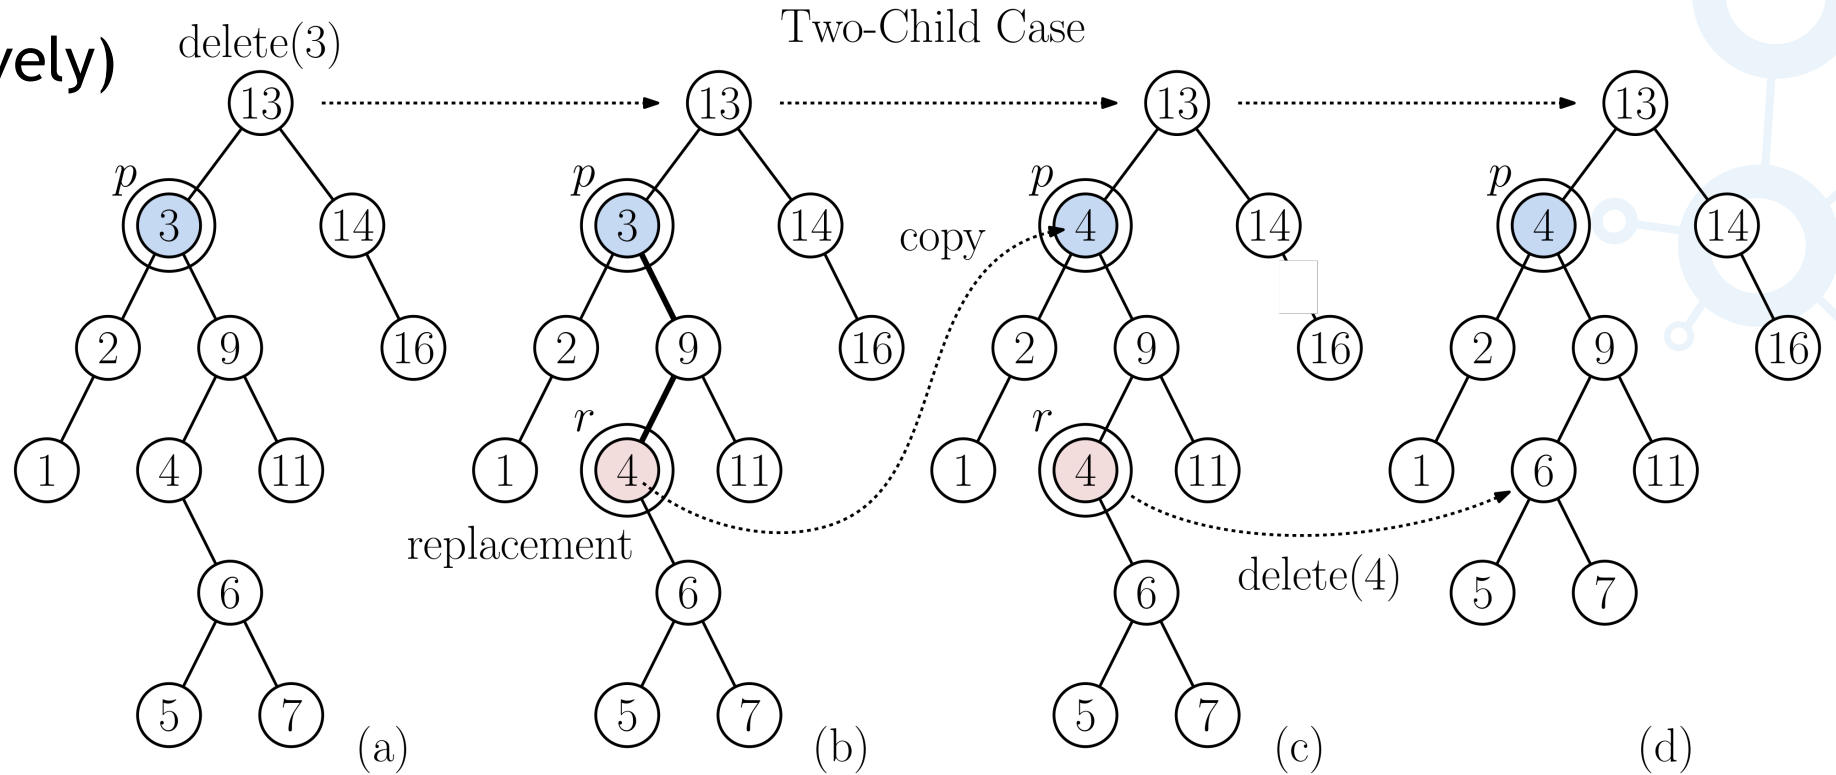 Two-Child Case
vely)
delete(3)
13 13 13 13
p p p p
3 14 3 14 4 14 4 14
copy
2 9 16 2 9 16 2 9 16 2 9 16
r r
1 4 11 1 4 11 1 4 11 1 6 11
replacement
delete(4)
6 6 6 5 7
5 7 5 7 5 7
(a) (b) (c) (d)